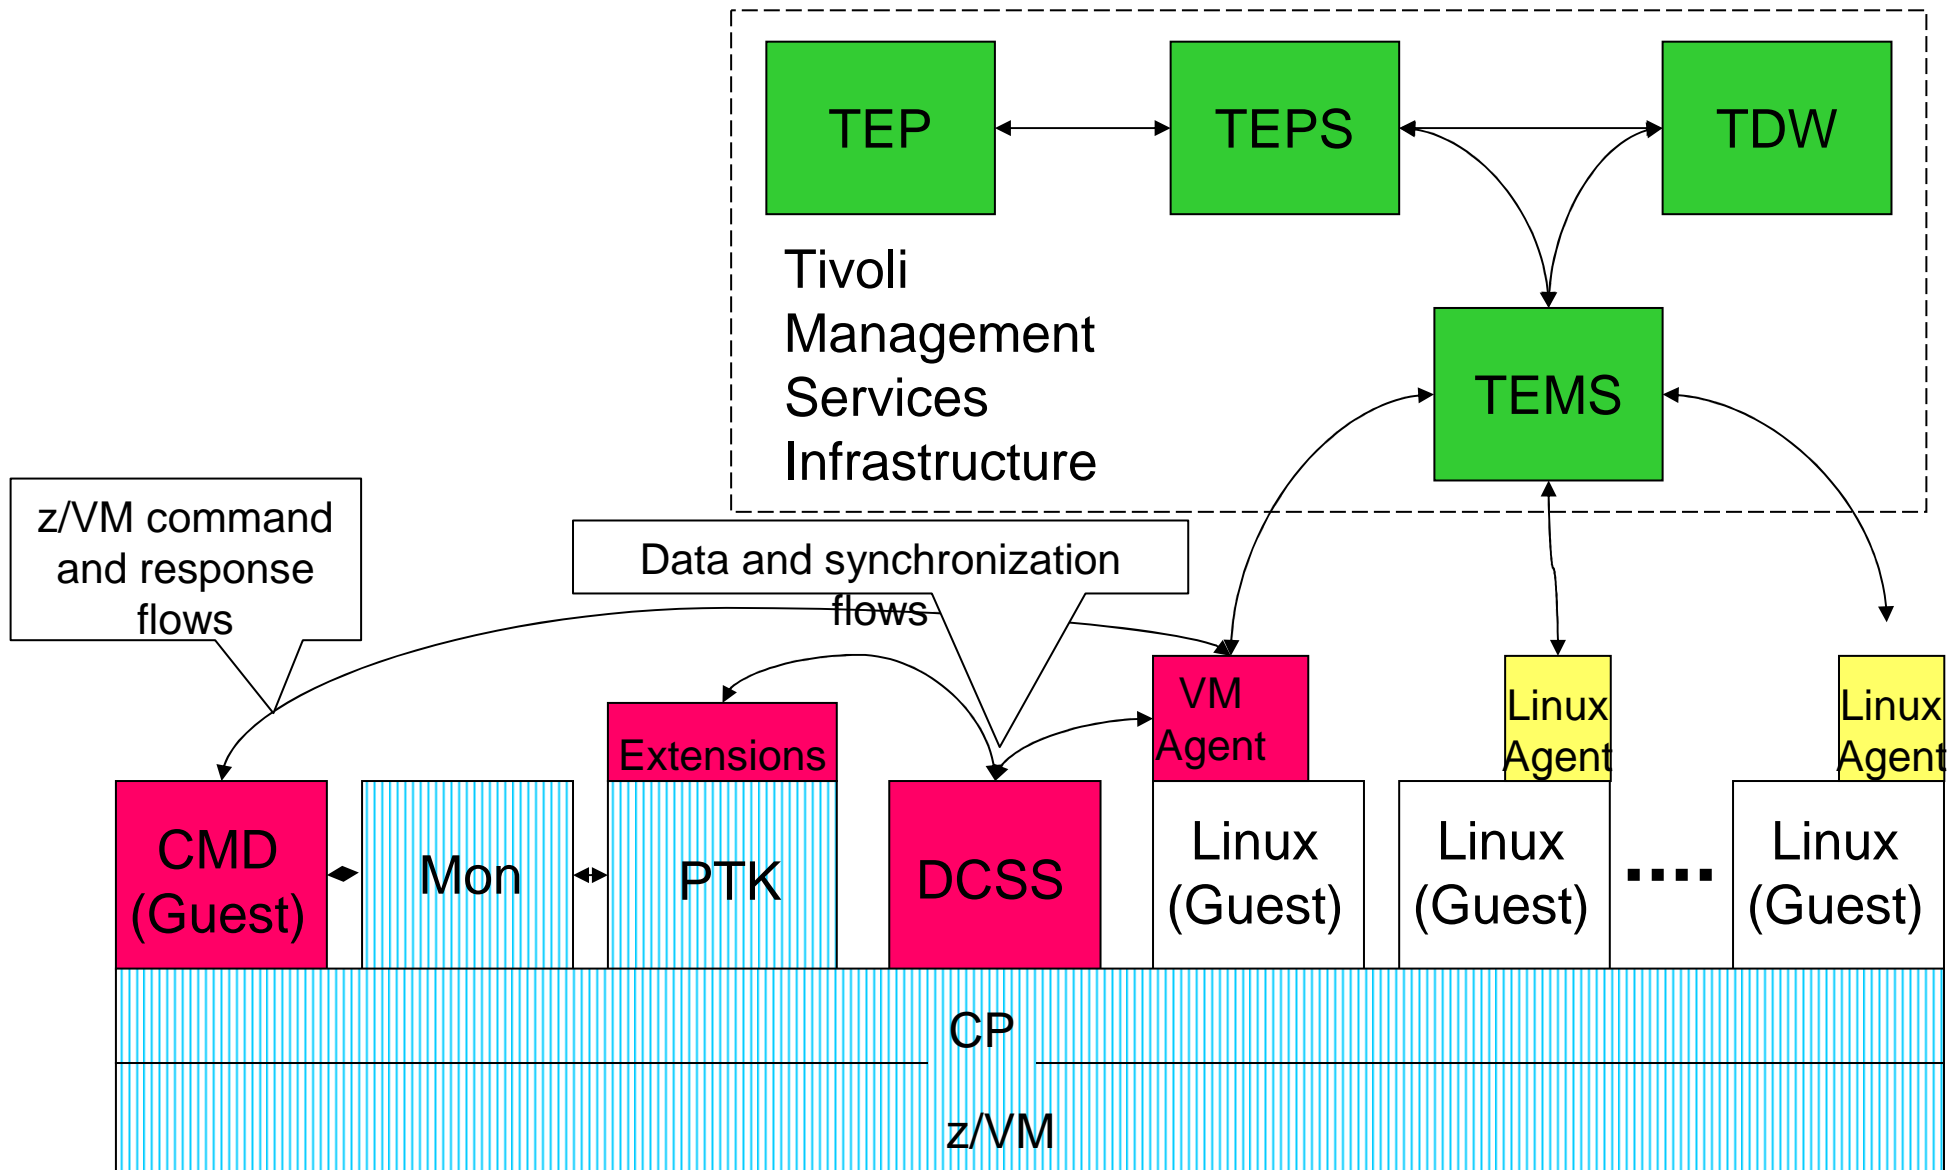 TEP
TEPS
TDW
Tivoli
Management
Services
Infrastructure
TEMS
z/VM command
and response
flows
Data and synchronization
flows
VM
Agent
Linux
Agent
Linux
Agent
Extensions
CMD
(Guest)
Mon
PTK
DCSS
Linux
(Guest)
Linux
(Guest)
Linux
(Guest)
CP
z/VM